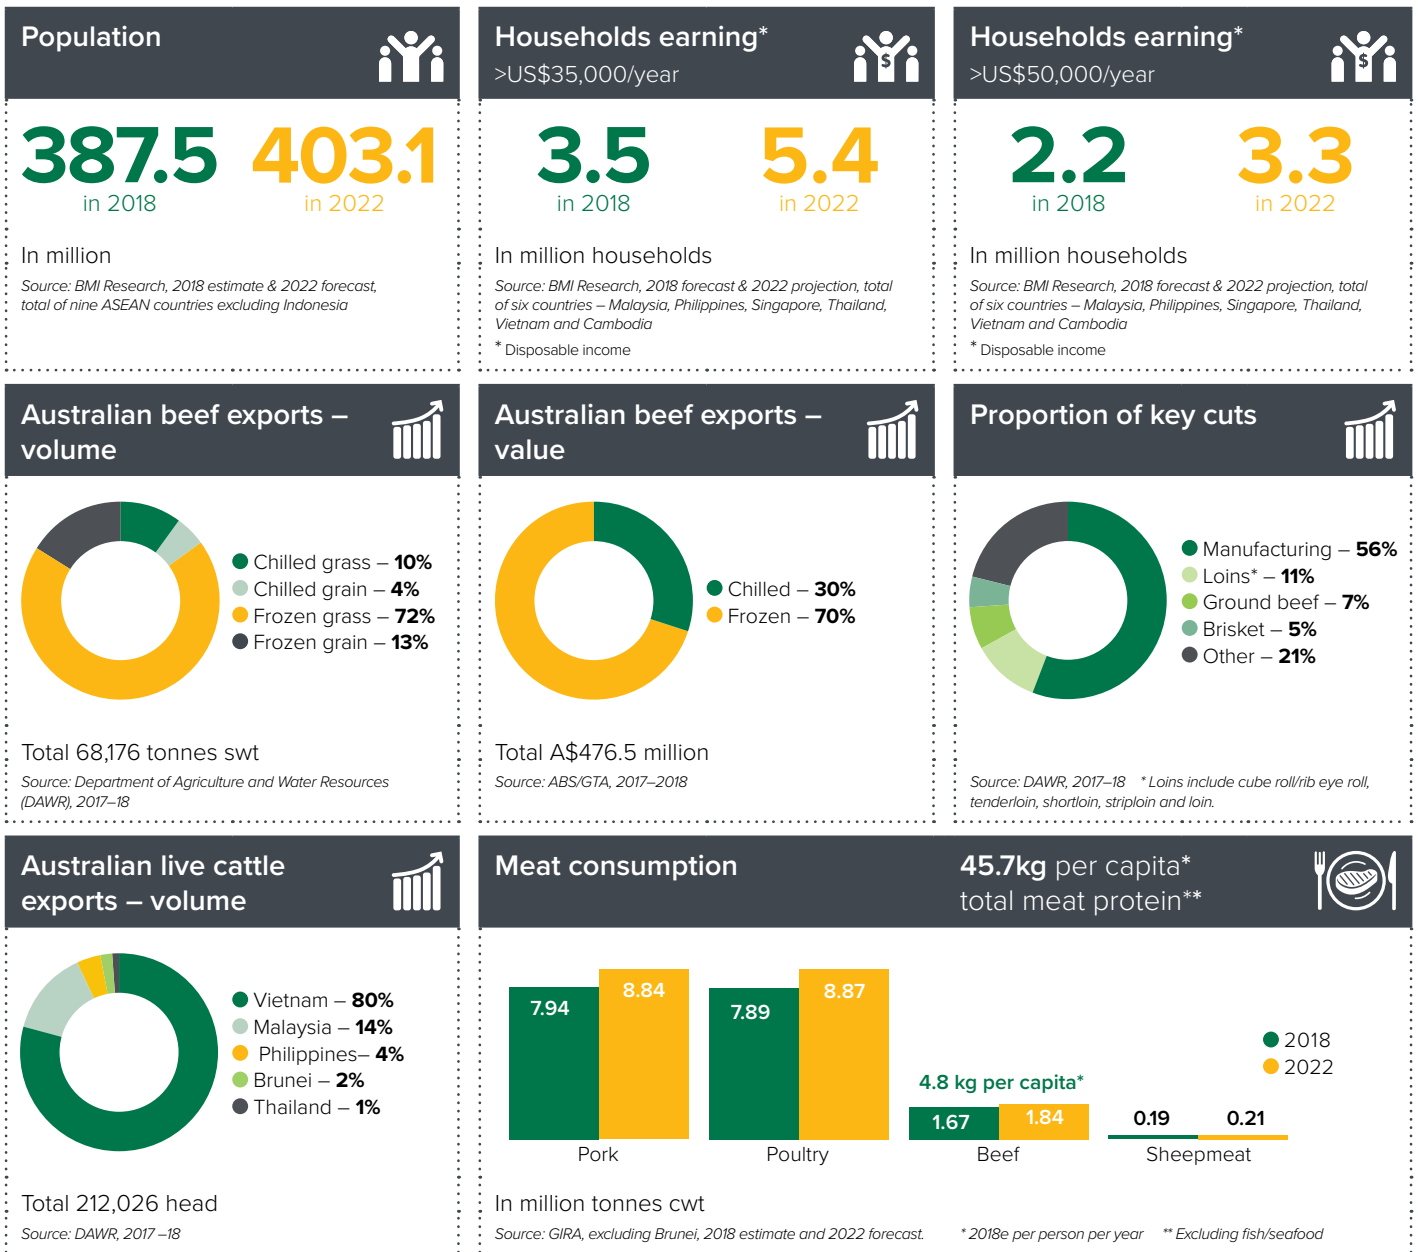 Population
387.5
in 2018
403.1
in 2022
In million
Source: BMI Research, 2018 estimate & 2022 forecast,
total of nine ASEAN countries excluding Indonesia
Households earning*
>US$35,000/year
$
3.5
in 2018
5.4
in 2022
In million households
Source: BMI Research, 2018 forecast & 2022 projection, total
of six countries – Malaysia, Philippines, Singapore, Thailand,
Vietnam and Cambodia
* Disposable income
Households earning*
>US$50,000/year
$
2.2
in 2018
3.3
in 2022
In million households
Source: BMI Research, 2018 forecast & 2022 projection, total
of six countries – Malaysia, Philippines, Singapore, Thailand,
Vietnam and Cambodia
* Disposable income
Australian beef exports –
volume
Chilled grass – 10%
Chilled grain – 4%
Frozen grass – 72%
Frozen grain – 13%
Total 68,176 tonnes swt
Source: Department of Agriculture and Water Resources
(DAWR), 2017–18
Australian beef exports –
value
Chilled – 30%
Frozen – 70%
Total A$476.5 million
Source: ABS/GTA, 2017–2018
Proportion of key cuts
Manufacturing – 56%
Loins* – 11%
Ground beef – 7%
Brisket – 5%
Other – 21%
Source: DAWR, 2017–18 * Loins include cube roll/rib eye roll,
tenderloin, shortloin, striploin and loin.
Australian live cattle
exports – volume
Vietnam – 80%
Malaysia – 14%
Philippines– 4%
Brunei – 2%
Thailand – 1%
Total 212,026 head
Source: DAWR, 2017 –18
Meat consumption
45.7kg per capita*
total meat protein**
7.94
8.84
Pork
7.89
8.87
Poultry
4.8 kg per capita*
1.67
1.84
Beef
0.19
0.21
Sheepmeat
2018
2022
In million tonnes cwt
Source: GIRA, excluding Brunei, 2018 estimate and 2022 forecast. * 2018e per person per year ** Excluding fish/seafood